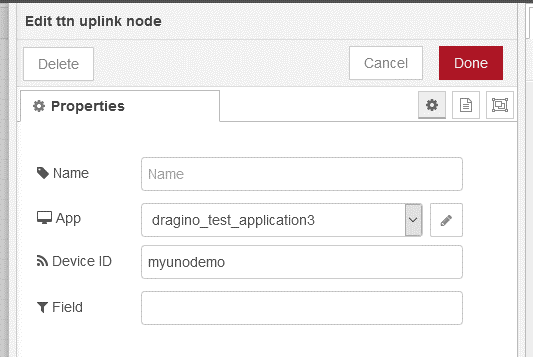 Edit ttn uplink node
Delete
Cancel
Done
Properties
Name
Name
App
dragino_test_application3
Device ID
myunodemo
Field